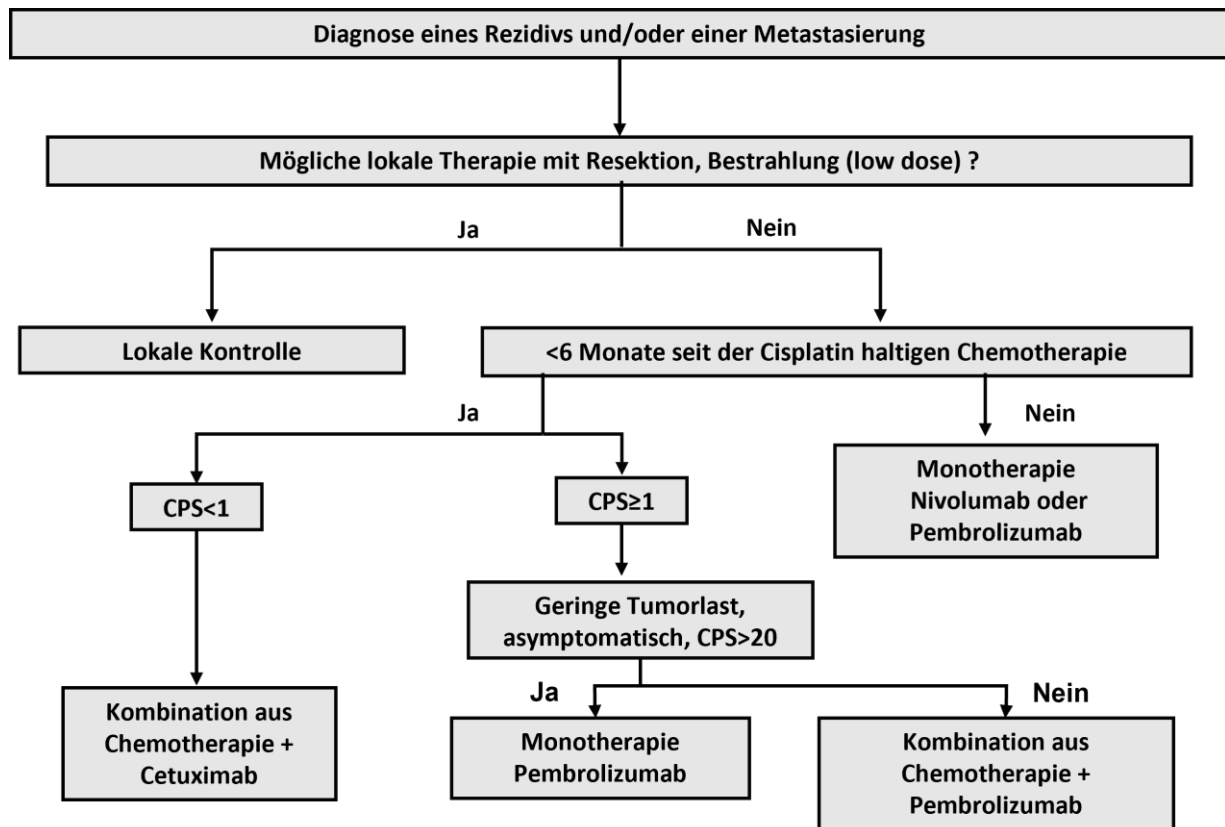 Diagnose eines Rezidivs und/oder einer Metastasierung
Mögliche lokale Therapie mit Resektion, Bestrahlung (low dose) ?
Ja
Nein
Lokale Kontrolle
<6 Monate seit der Cisplatin haltigen Chemotherapie
Ja
Nein
CPS<1
CPS≥1
Monotherapie
Nivolumab oder
Pembrolizumab
Geringe Tumorlast,
asymptomatisch, CPS>20
Ja
Nein
Kombination aus
Chemotherapie +
Cetuximab
Monotherapie
Pembrolizumab
Kombination aus
Chemotherapie +
Pembrolizumab